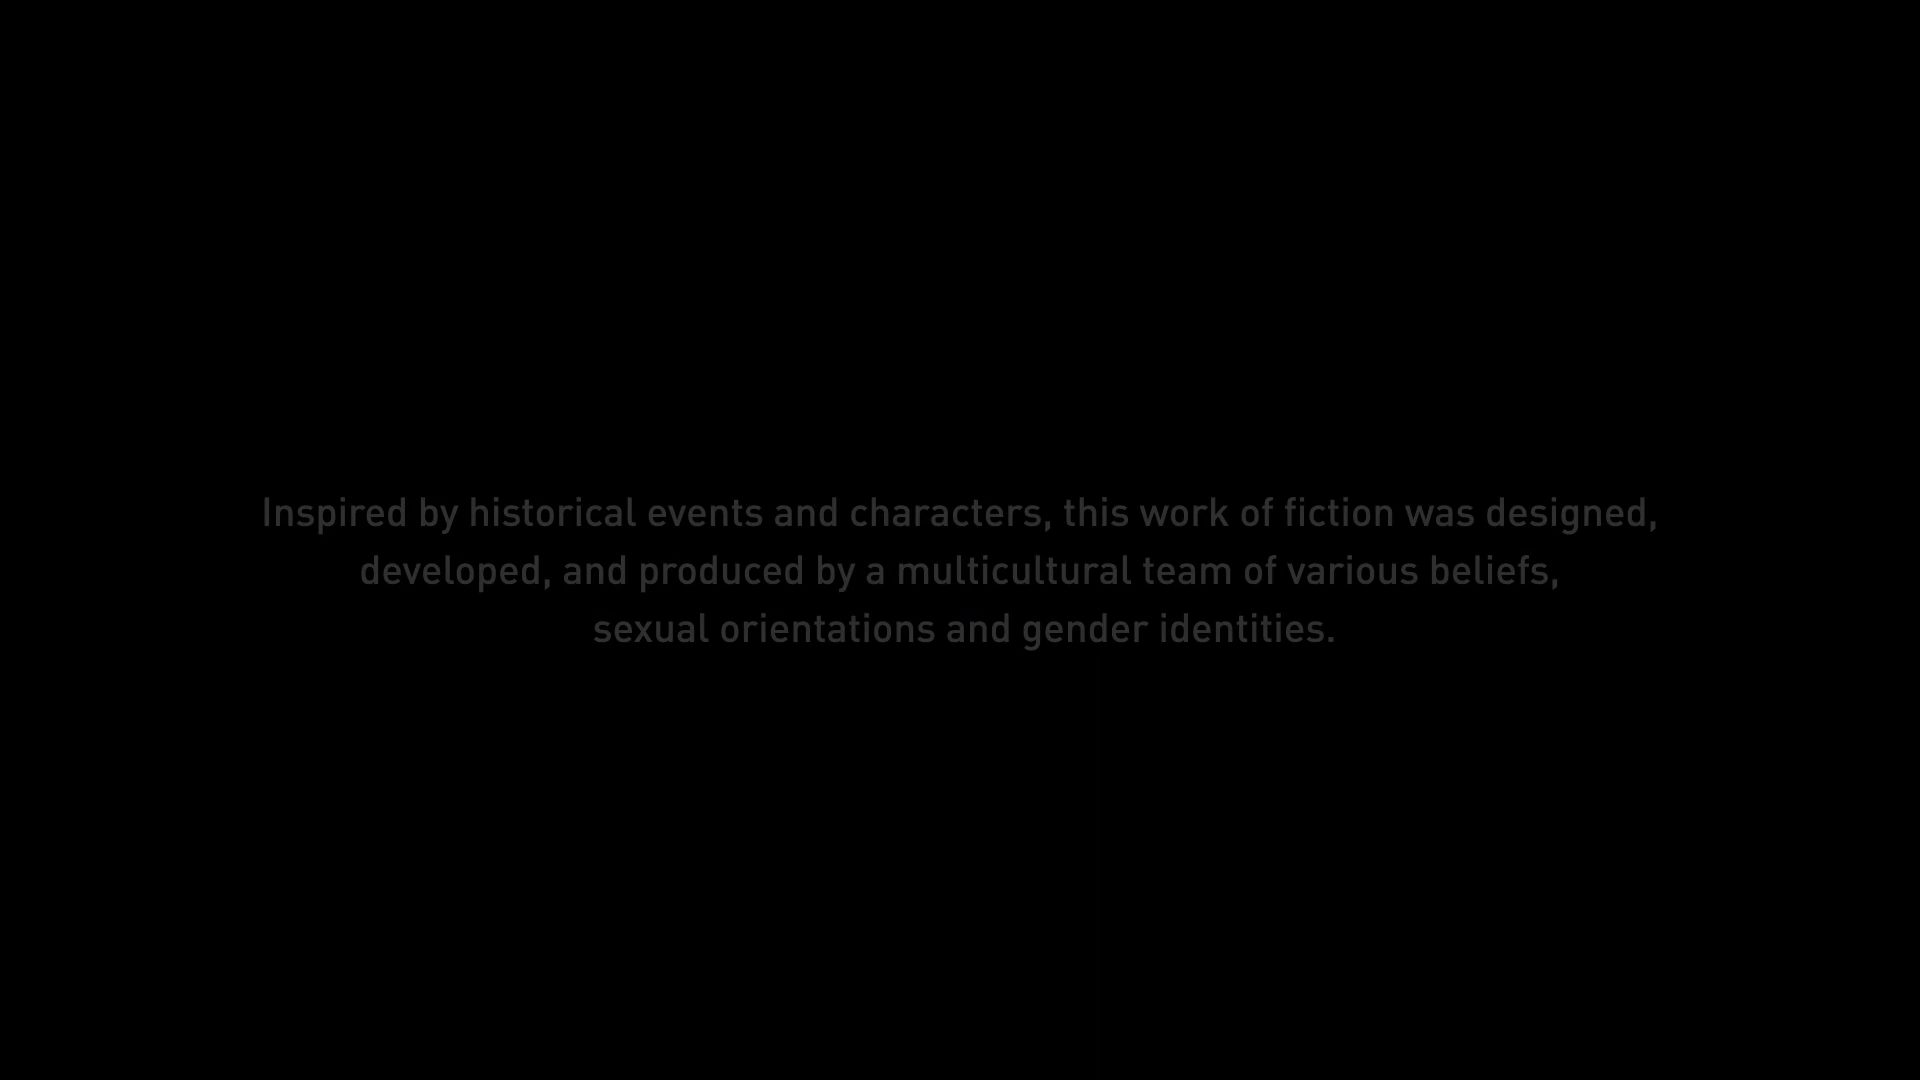 Inspired by historical events and characters, this work of fiction was designed,
developed, and produced by a multicultural team of various beliefs,
sexual orientations and gender identities.